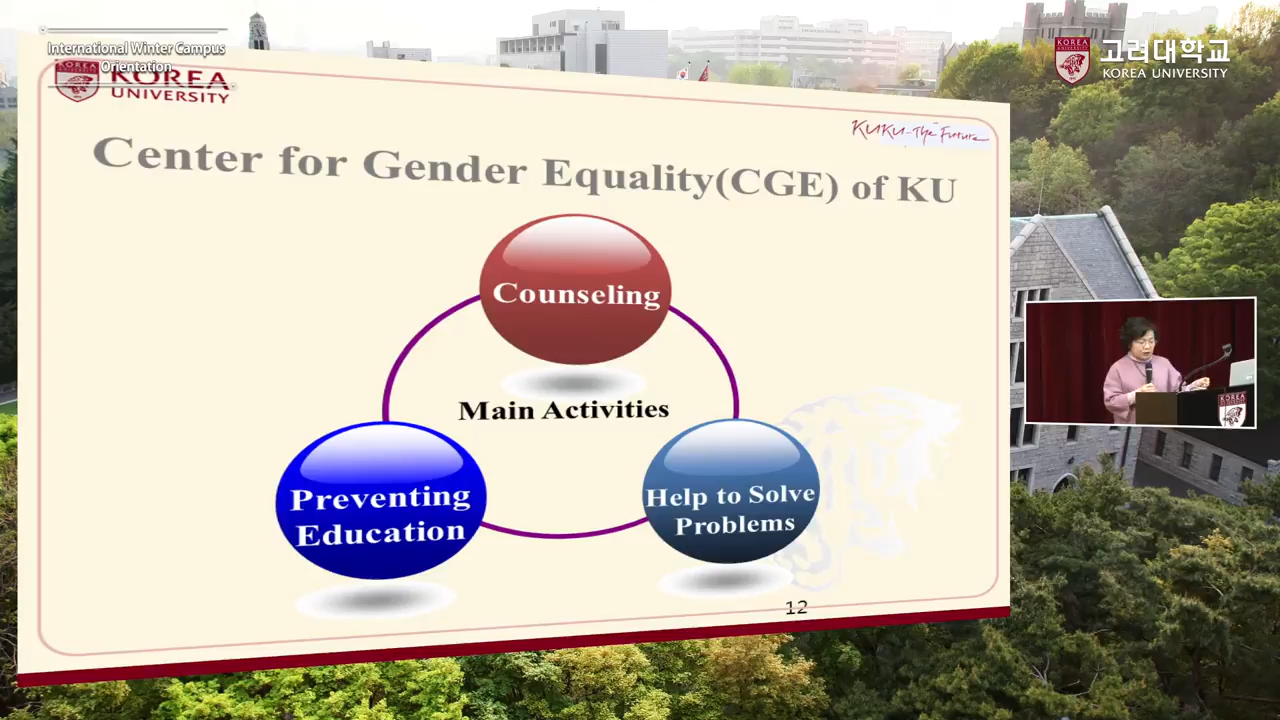 International Winter Campus
Orientation
KOREA
UNIVERSITY
고려대학교
KOREA UNIVERSITY
KUKU-The Future
Center for Gender Equality(CGE) of KU
Counseling
Main Activities
Preventing
Education
Help to Solve
Problems
KOREA
12